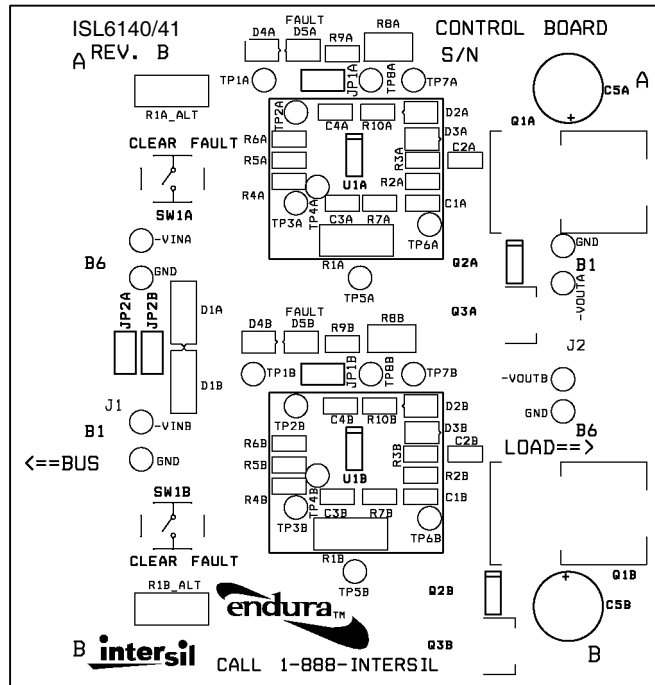 ISL6140/41
REV. B
A
FAULT
D4A D5A R9A R8A
CONTROL BOARD
S/N
A
TP1A JP1A TP8A TP7A
R1A_ALT
TP2A C4A R10A D2A
C5A
+
Q1A
CLEAR FAULT
R6A D3A
R5A R3A C2A
R4A U1A R2A
SW1A
TP3A TP4A C3A R7A C1A
TP6A
-VINA
R1A
GND
B6
Q2A
B1
GND
TP5A
-VOUTA
JP2A JP2B D1A
Q3A
FAULT
D4B D5B R9B R8B
J2
D1B
TP1B JP1B TP8B TP7B
-VOUTB
J1
TP2B C4B R10B D2B
GND
B1
-VINB
D3B
B6
R6B R3B C2B
<==BUS
GND
LOAD==>
R5B U1B R2B
R4B
SW1B
TP3B TP4B C3B R7B C1B
TP6B
CLEAR FAULT
R1B
TP5B
R1B_ALT
Q2B
+
Q1B
C5B
endura™
Q3B
B
intersil
CALL 1-888-INTERSIL
B